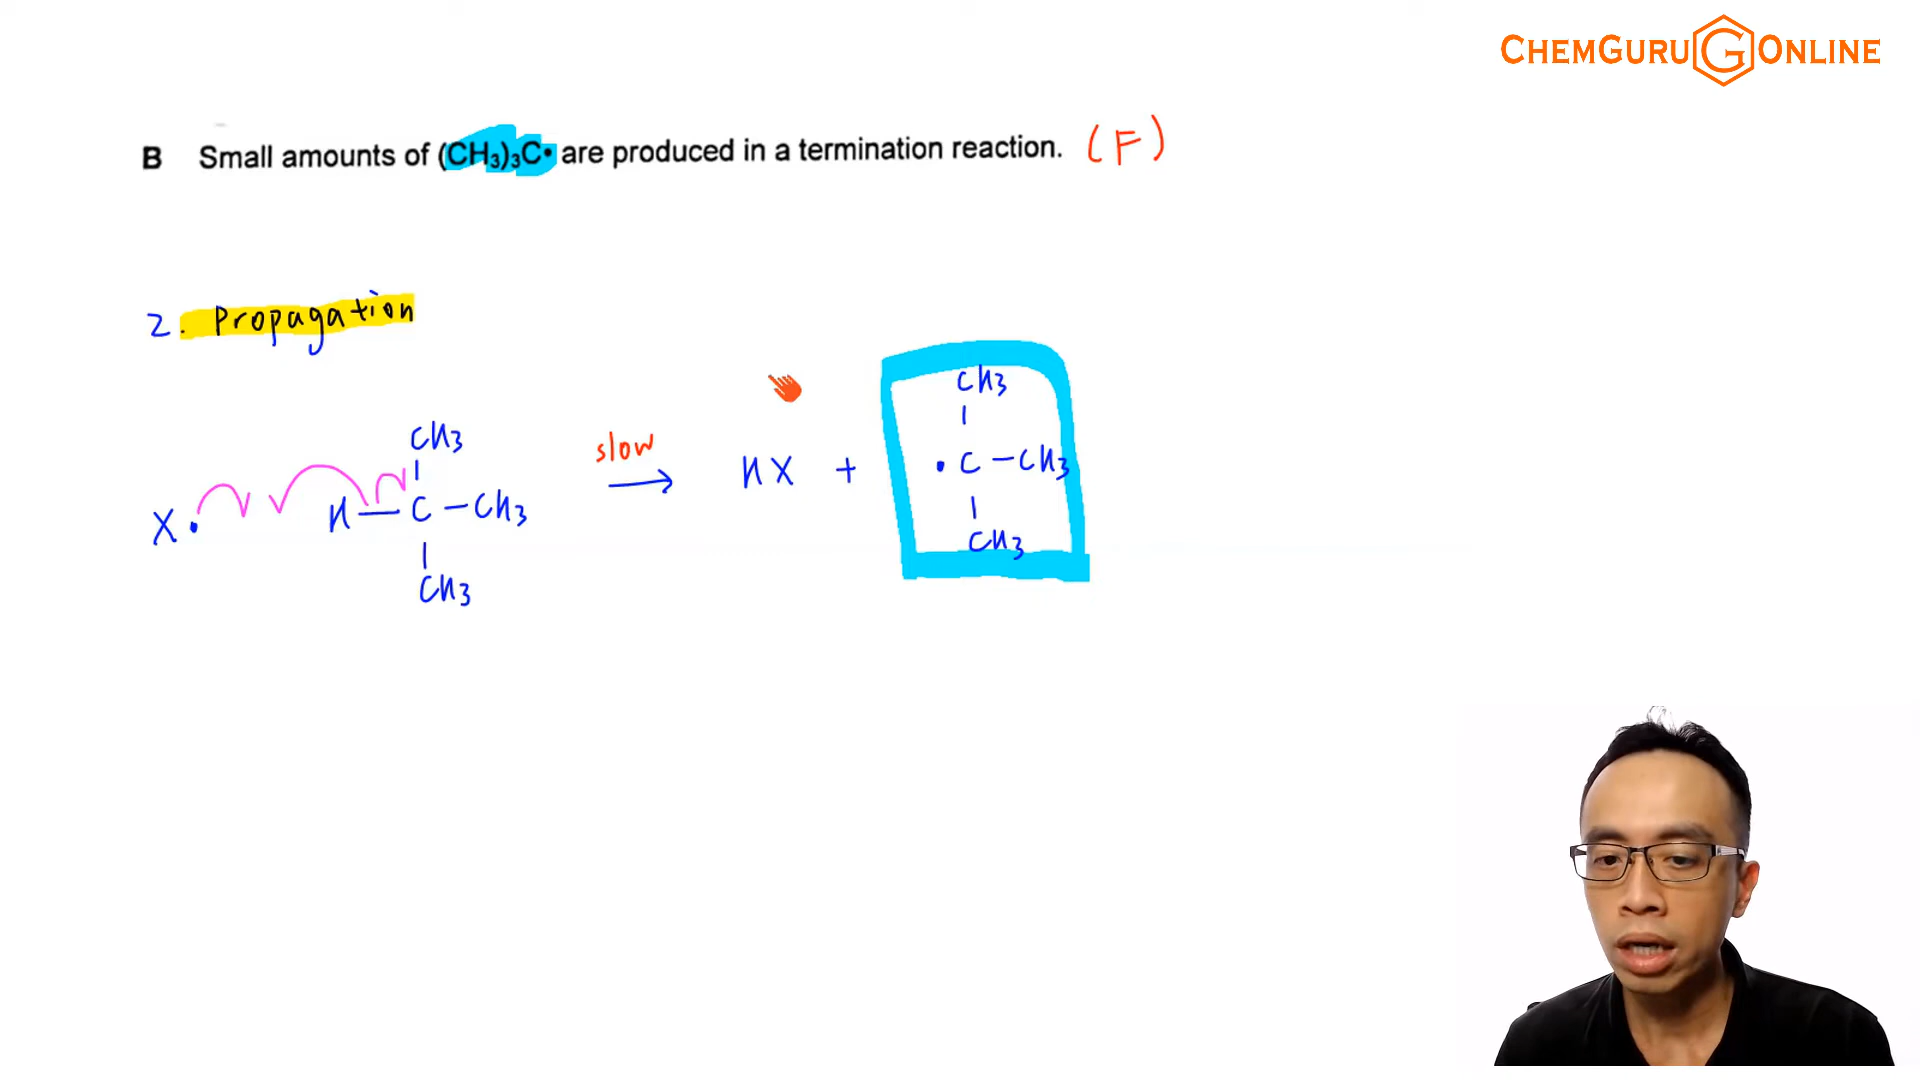 CHEMGURU G ONLINE
B Small amounts of (CH₃)₃C• are produced in a termination reaction. (F)
2. Propagation
CH3
|
X• H—C—CH3
|
CH3
slow
→
HX + •C—CH3
CH3
|
|
CH3